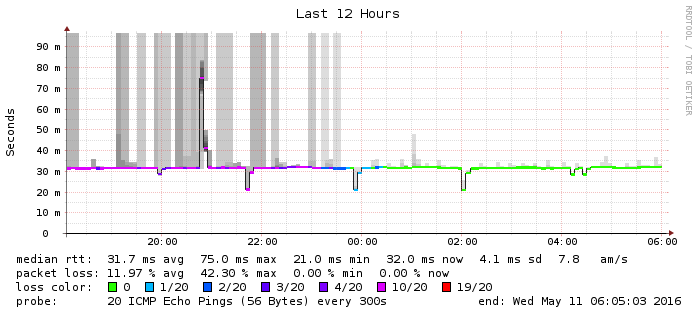 Last 12 Hours
RRDTOOL / TOBI OETIKER
Seconds
90 m
80 m
70 m
60 m
50 m
40 m
30 m
20 m
10 m
0
20:00 22:00 00:00 02:00 04:00 06:00
median rtt: 31.7 ms avg 75.0 ms max 21.0 ms min 32.0 ms now 4.1 ms sd 7.8 am/s
packet loss: 11.97 % avg 42.30 % max 0.00 % min 0.00 % now
loss color: 0 1/20 2/20 3/20 4/20 10/20 19/20
probe: 20 ICMP Echo Pings (56 Bytes) every 300s end: Wed May 11 06:05:03 2016